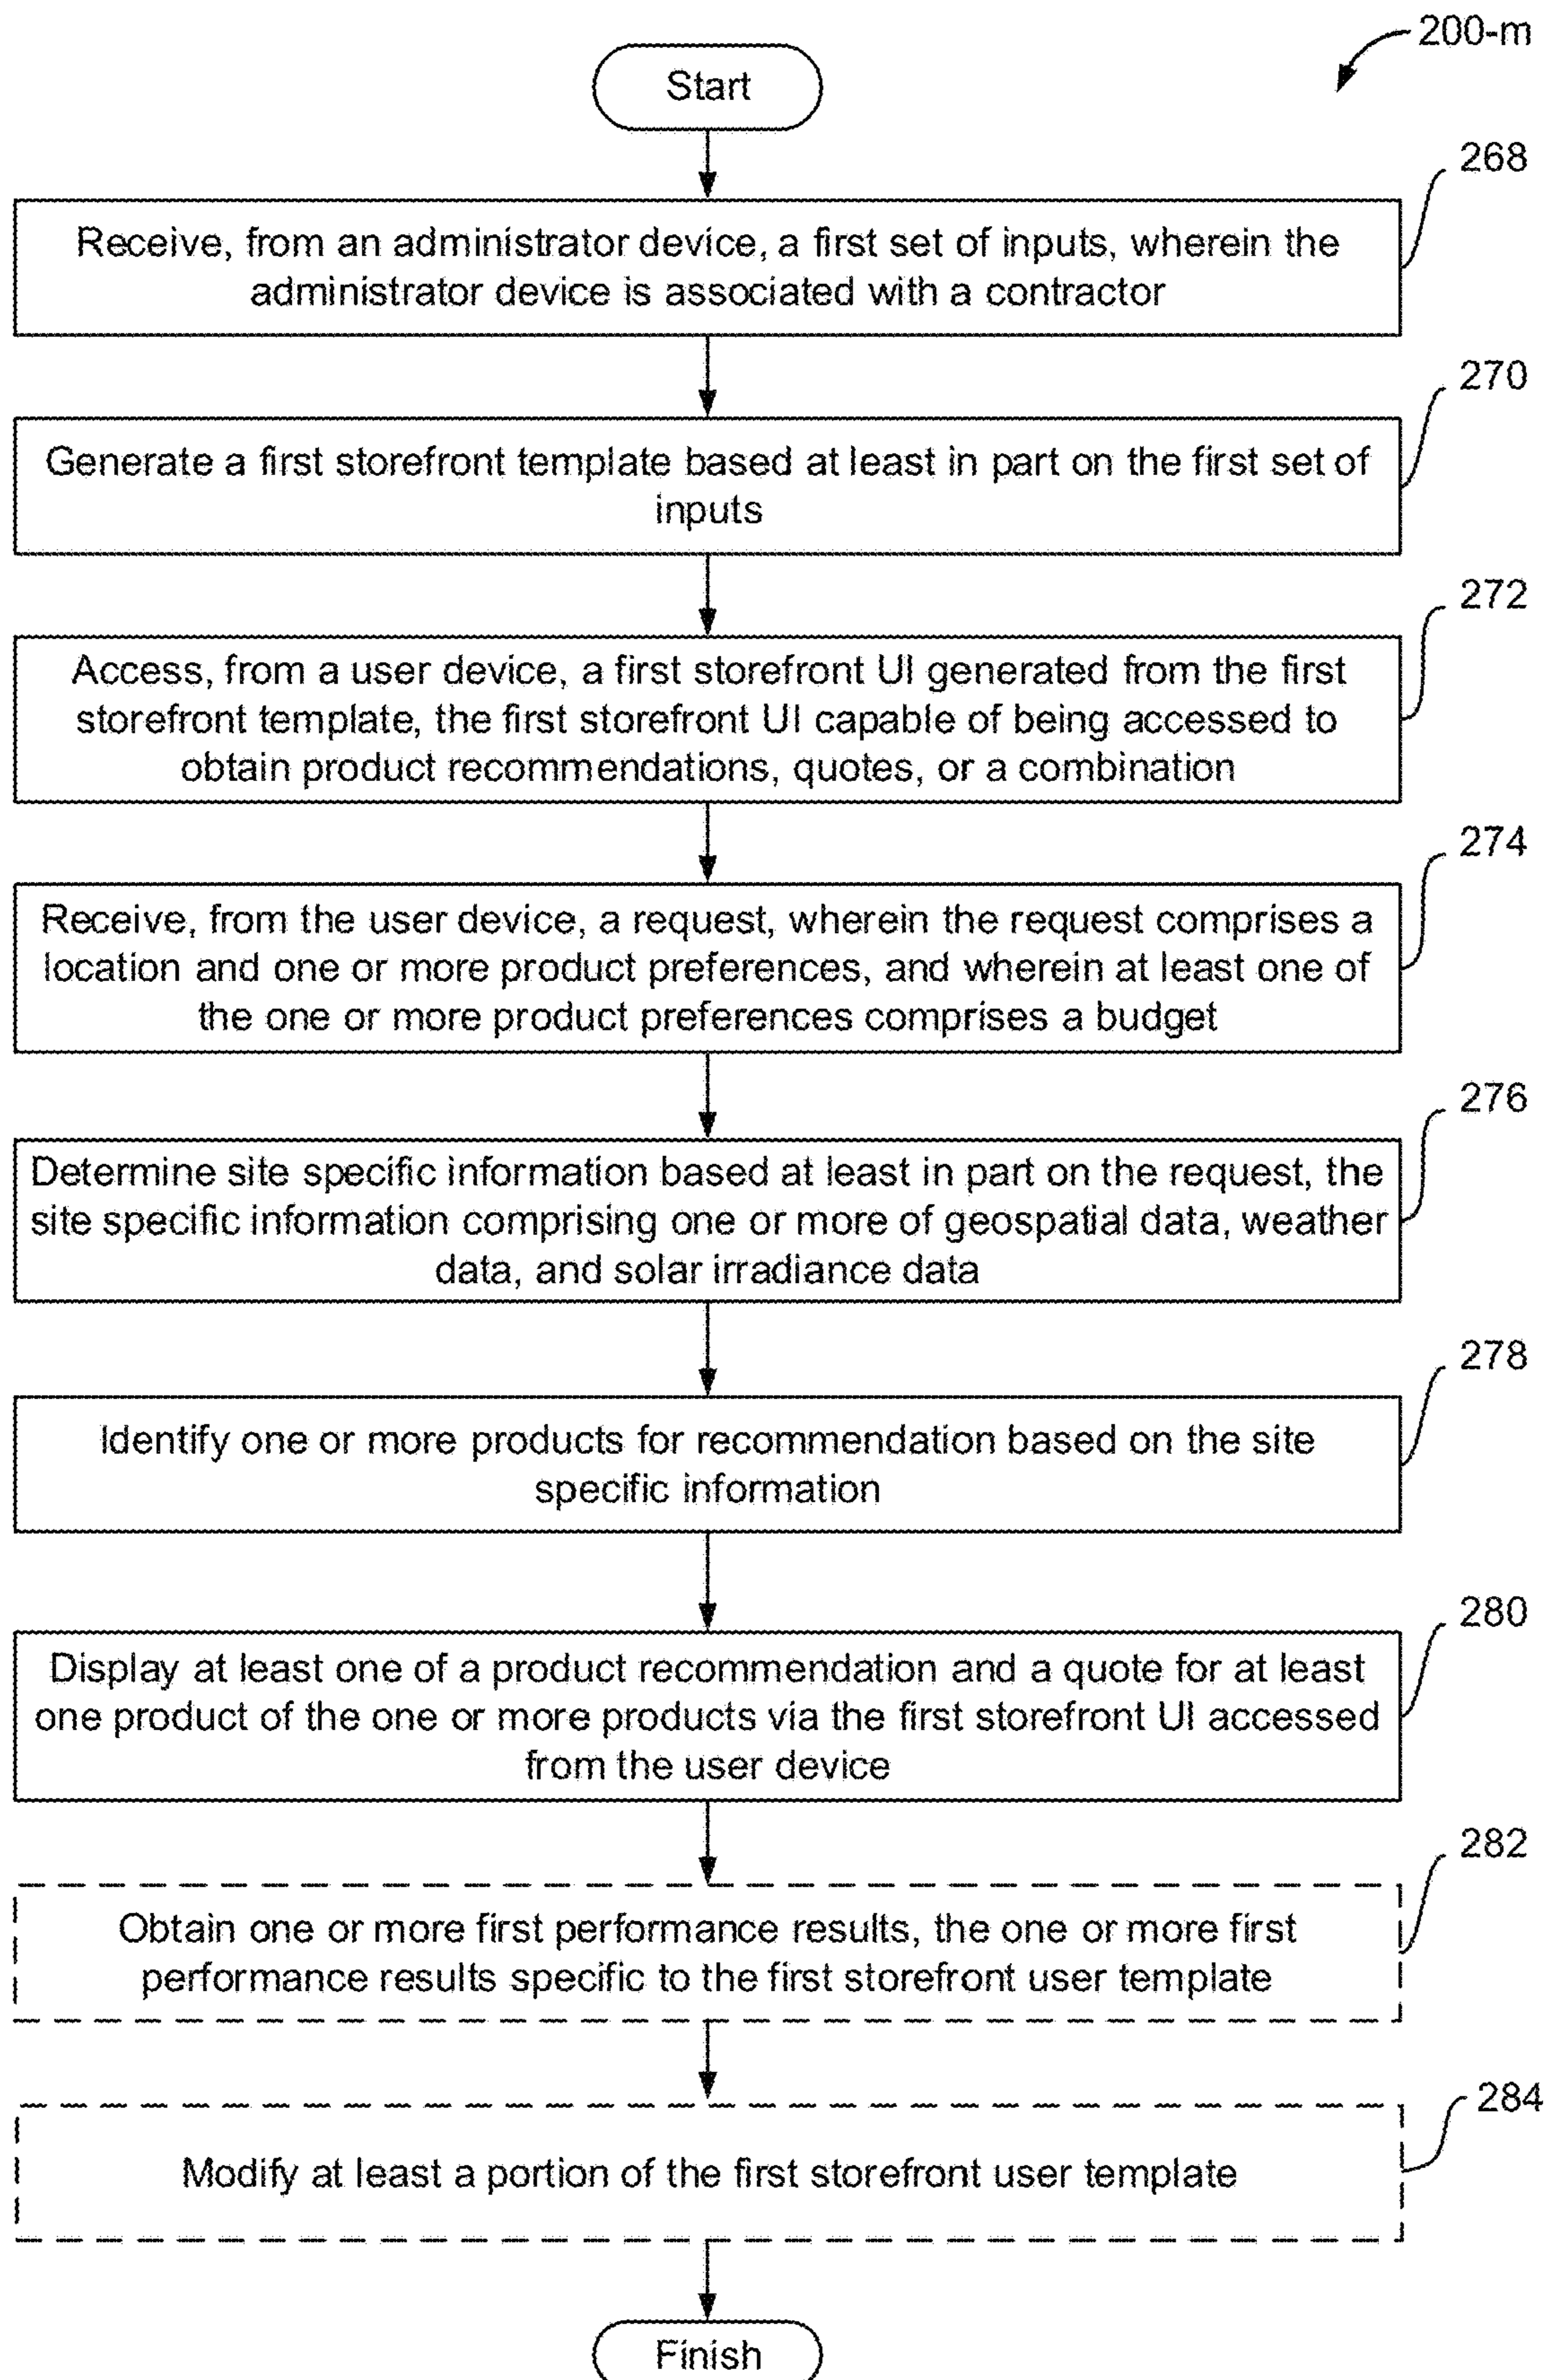 200-m
Start
268
Receive, from an administrator device, a first set of inputs, wherein the
administrator device is associated with a contractor
270
Generate a first storefront template based at least in part on the first set of
inputs
272
Access, from a user device, a first storefront UI generated from the first
storefront template, the first storefront UI capable of being accessed to
obtain product recommendations, quotes, or a combination
274
Receive, from the user device, a request, wherein the request comprises a
location and one or more product preferences, and wherein at least one of
the one or more product preferences comprises a budget
276
Determine site specific information based at least in part on the request, the
site specific information comprising one or more of geospatial data, weather
data, and solar irradiance data
278
Identify one or more products for recommendation based on the site
specific information
280
Display at least one of a product recommendation and a quote for at least
one product of the one or more products via the first storefront UI accessed
from the user device
282
Obtain one or more first performance results, the one or more first
performance results specific to the first storefront user template
284
Modify at least a portion of the first storefront user template
Finish